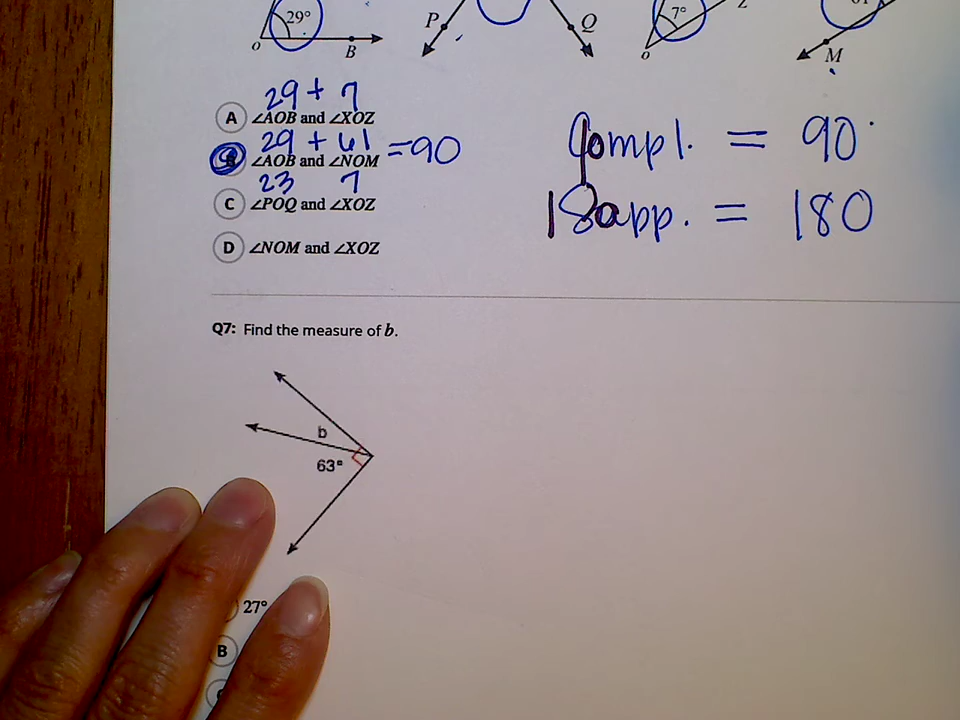 29° P Q 7° Z
O B O M
29 + 7
A ∠AOB and ∠XOZ
29 + 61
∠AOB and ∠NOM =90
23 7
C ∠POQ and ∠XOZ
D ∠NOM and ∠XOZ
compl. = 90
180pp. = 180
Q7: Find the measure of b.
b
63°
27°
B